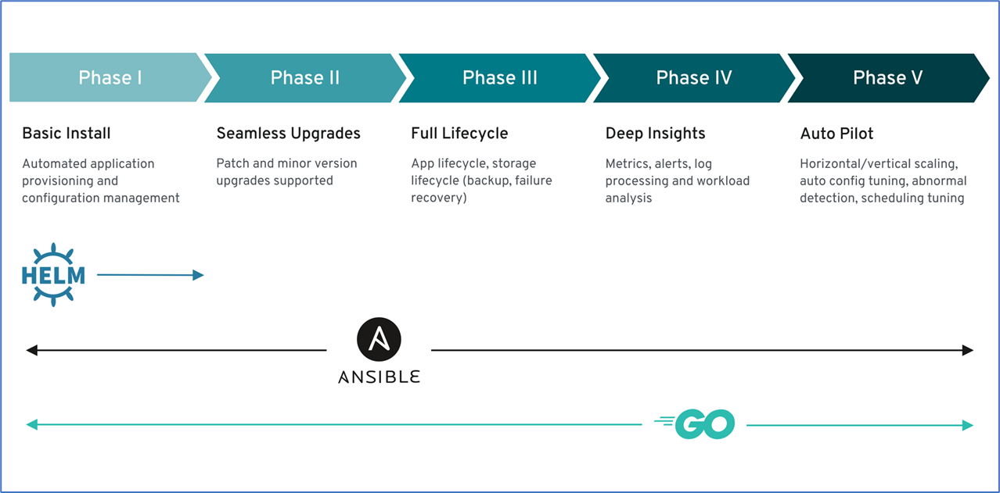 Phase I
Phase II
Phase III
Phase IV
Phase V
Basic Install
Automated application
provisioning and
configuration management
Seamless Upgrades
Patch and minor version
upgrades supported
Full Lifecycle
App lifecycle, storage
lifecycle (backup, failure
recovery)
Deep Insights
Metrics, alerts, log
processing and workload
analysis
Auto Pilot
Horizontal/vertical scaling,
auto config tuning, abnormal
detection, scheduling tuning
HELM
ANSIBLE
GO